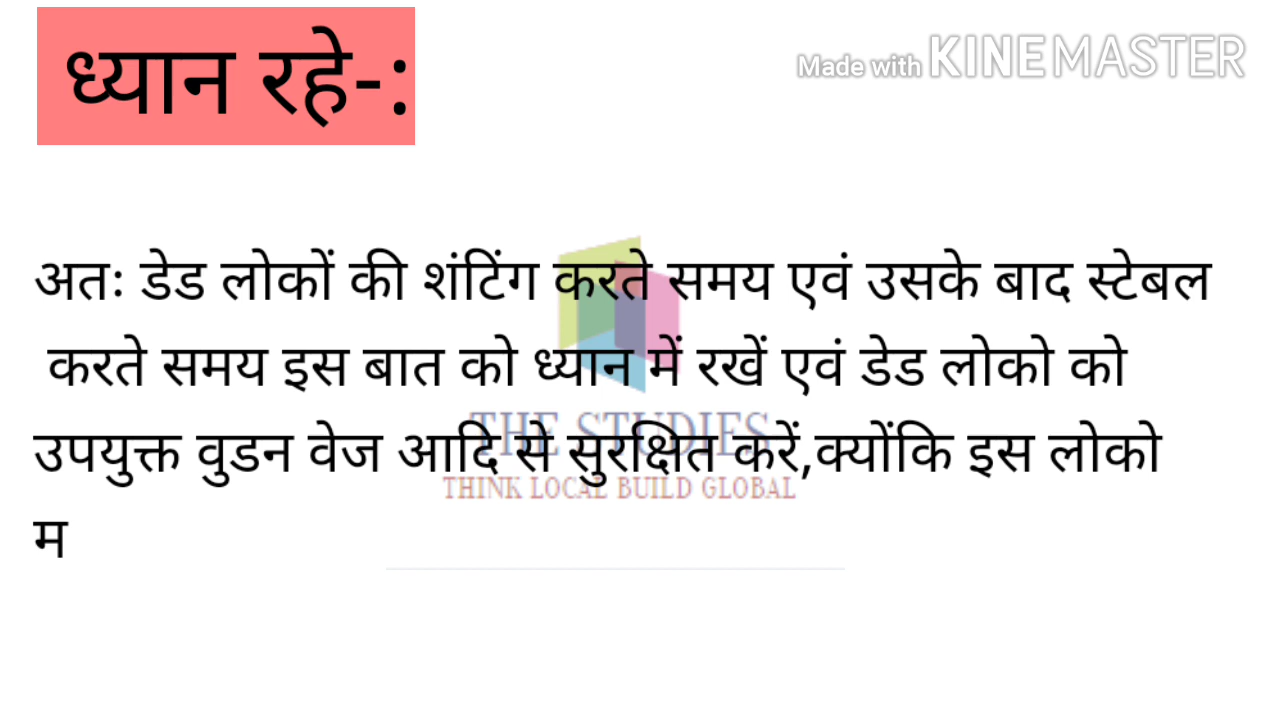 ध्यान रहे-:
Made with KINEMASTER
अतः डेड लोकों की शंटिंग करते समय एवं उसके बाद स्टेबल
करते समय इस बात को ध्यान में रखें एवं डेड लोको को
उपयुक्त वुडन वेज आदि से सुरक्षित करें,क्योंकि इस लोको
म
THE STUDIES
THINK LOCAL BUILD GLOBAL